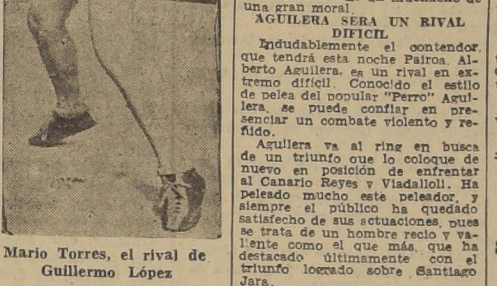 Mario Torres, el rival de
Guillermo López
una gran moral.
AGUILERA SERA UN RIVAL
DIFICIL
Indudablemente el contendor,
que tendrá esta noche Pairoa, Al-
berto Aguilera, es un rival en ex-
tremo difícil. Conocido el estilo
de pelea del popular "Perro" Agui-
lera, se puede confiar en pre-
senciar un combate violento y re-
ñido.
Aguilera va al ring en busca
de un triunfo que lo coloque de
nuevo en posición de enfrentar
al Canario Reyes y Viadalloli. Ha
peleado mucho este peleador, y
siempre el público ha quedado
satisfecho de sus actuaciones, pues
se trata de un hombre recio y va-
liente como el que más, que ha
destacado últimamente con el
triunfo logrado sobre Santiago
Jara.